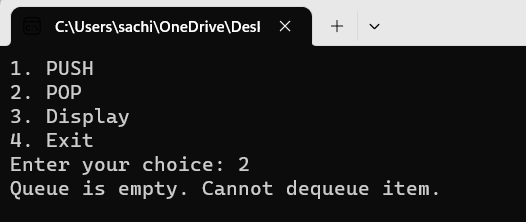 C:\Users\sachi\OneDrive\Desl
1. PUSH
2. POP
3. Display
4. Exit
Enter your choice: 2
Queue is empty. Cannot dequeue item.